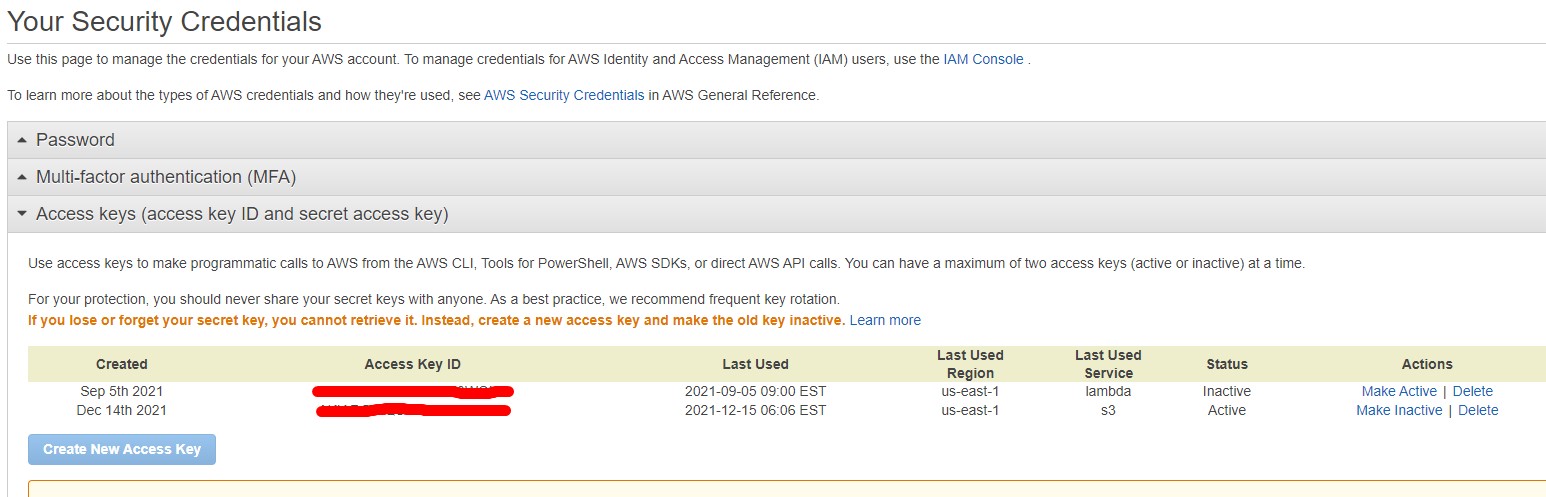 Your Security Credentials
Use this page to manage the credentials for your AWS account. To manage credentials for AWS Identity and Access Management (IAM) users, use the IAM Console .
To learn more about the types of AWS credentials and how they're used, see AWS Security Credentials in AWS General Reference.
Password
Multi-factor authentication (MFA)
Access keys (access key ID and secret access key)
Use access keys to make programmatic calls to AWS from the AWS CLI, Tools for PowerShell, AWS SDKs, or direct AWS API calls. You can have a maximum of two access keys (active or inactive) at a time.
For your protection, you should never share your secret keys with anyone. As a best practice, we recommend frequent key rotation.
If you lose or forget your secret key, you cannot retrieve it. Instead, create a new access key and make the old key inactive. Learn more
Created Access Key ID Last Used Last Used Region Last Used Service Status Actions
Sep 5th 2021 2021-09-05 09:00 EST us-east-1 lambda Inactive Make Active | Delete
Dec 14th 2021 2021-12-15 06:06 EST us-east-1 s3 Active Make Inactive | Delete
Create New Access Key